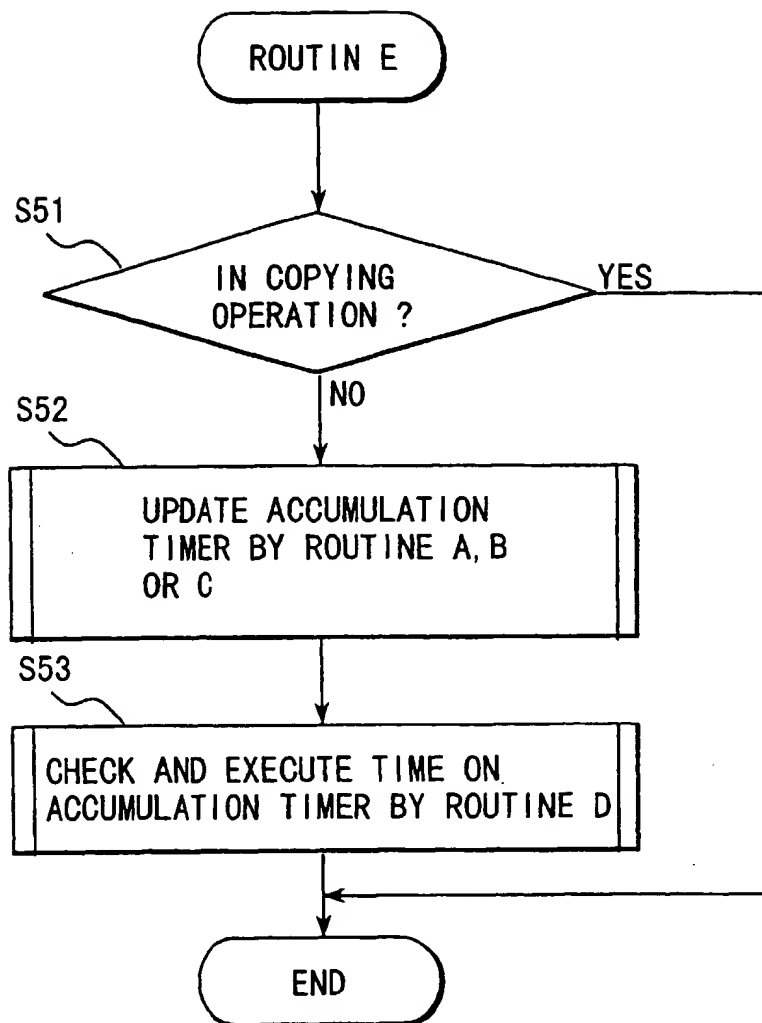 ROUTIN E
S51
IN COPYING
OPERATION ?
YES
NO
S52
UPDATE ACCUMULATION
TIMER BY ROUTINE A, B
OR C
S53
CHECK AND EXECUTE TIME ON
ACCUMULATION TIMER BY ROUTINE D
END